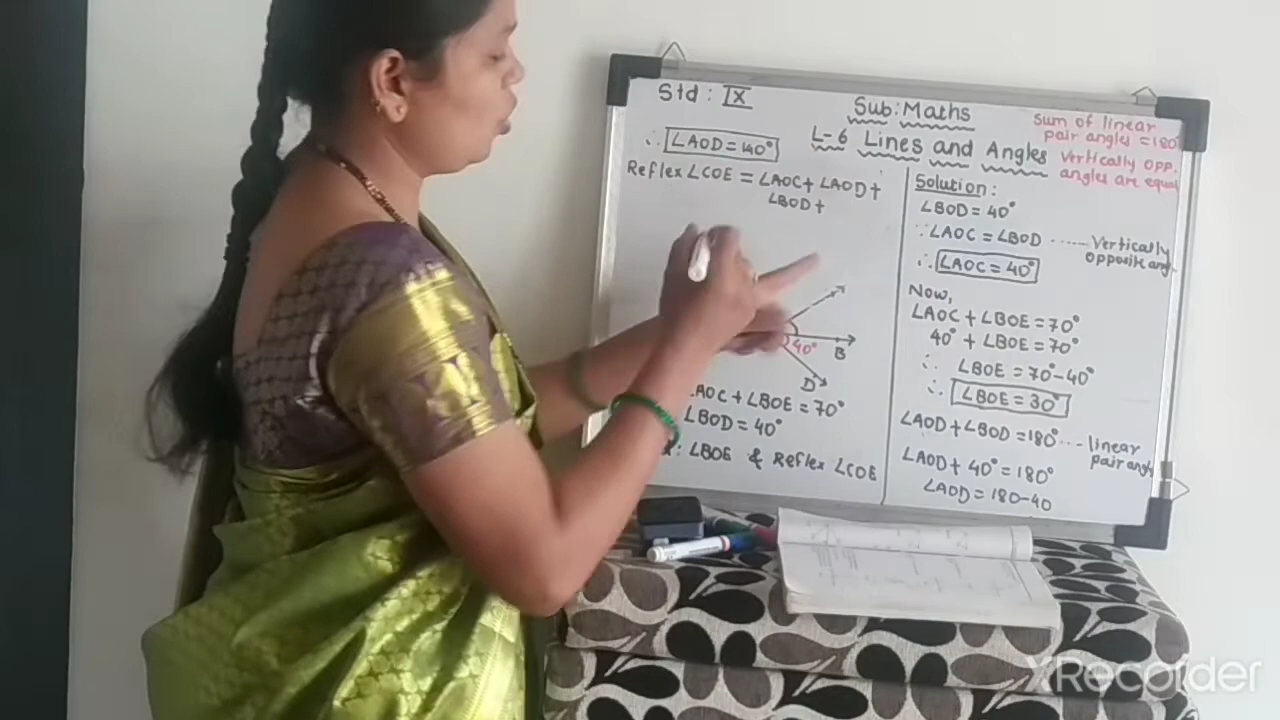 Std : IX
Sub: Maths
L-6 Lines and Angles
Sum of linear
pair angles = 180°
Vertically opp.
angles are equal
∴ ∠AOD = 140°
Reflex ∠COE = ∠AOC + ∠AOD +
∠BOD +
40°
B
D
∠AOC + ∠BOE = 70°
∠BOD = 40°
: ∠BOE & Reflex ∠COE
Solution:
∠BOD = 40°
∵ ∠AOC = ∠BOD ...... Vertically
opposite ang
∴ ∠AOC = 40°
Now,
∠AOC + ∠BOE = 70°
40° + ∠BOE = 70°
∴ ∠BOE = 70° - 40°
∴ ∠BOE = 30°
∠AOD + ∠BOD = 180° ... linear
pair angl
∠AOD + 40° = 180°
∠AOD = 180 - 40
XRecorder